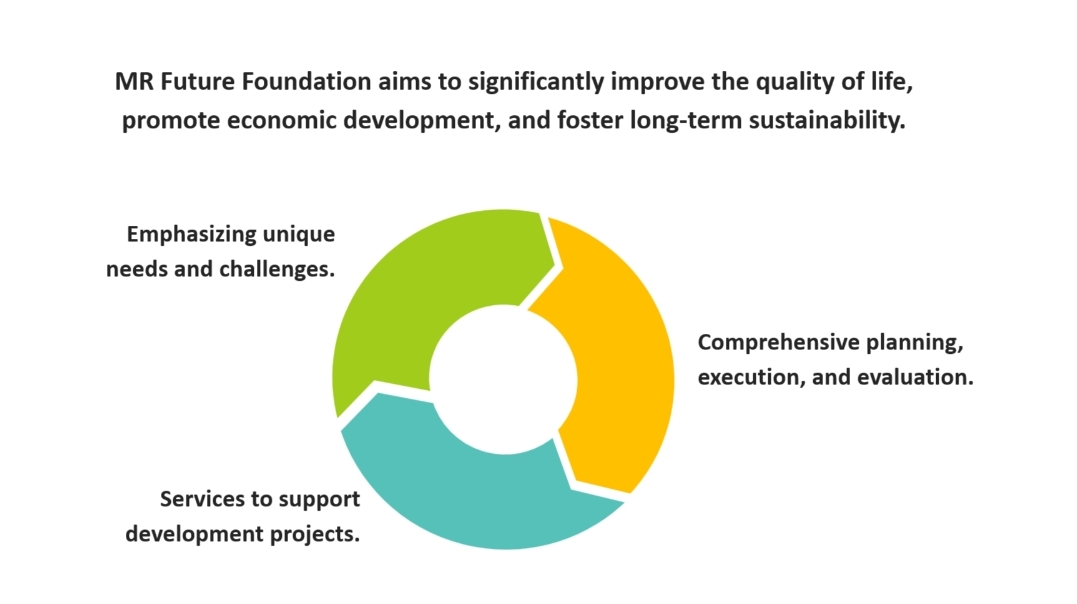 MR Future Foundation aims to significantly improve the quality of life,
promote economic development, and foster long-term sustainability.
Emphasizing unique
needs and challenges.
Comprehensive planning,
execution, and evaluation.
Services to support
development projects.